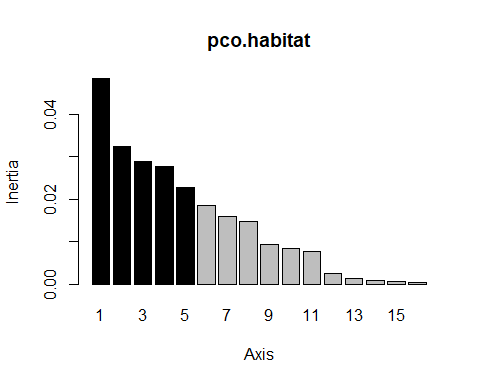 pco.habitat
Inertia
0.04
0.02
0.00
1 3 5 7 9 11 13 15
Axis